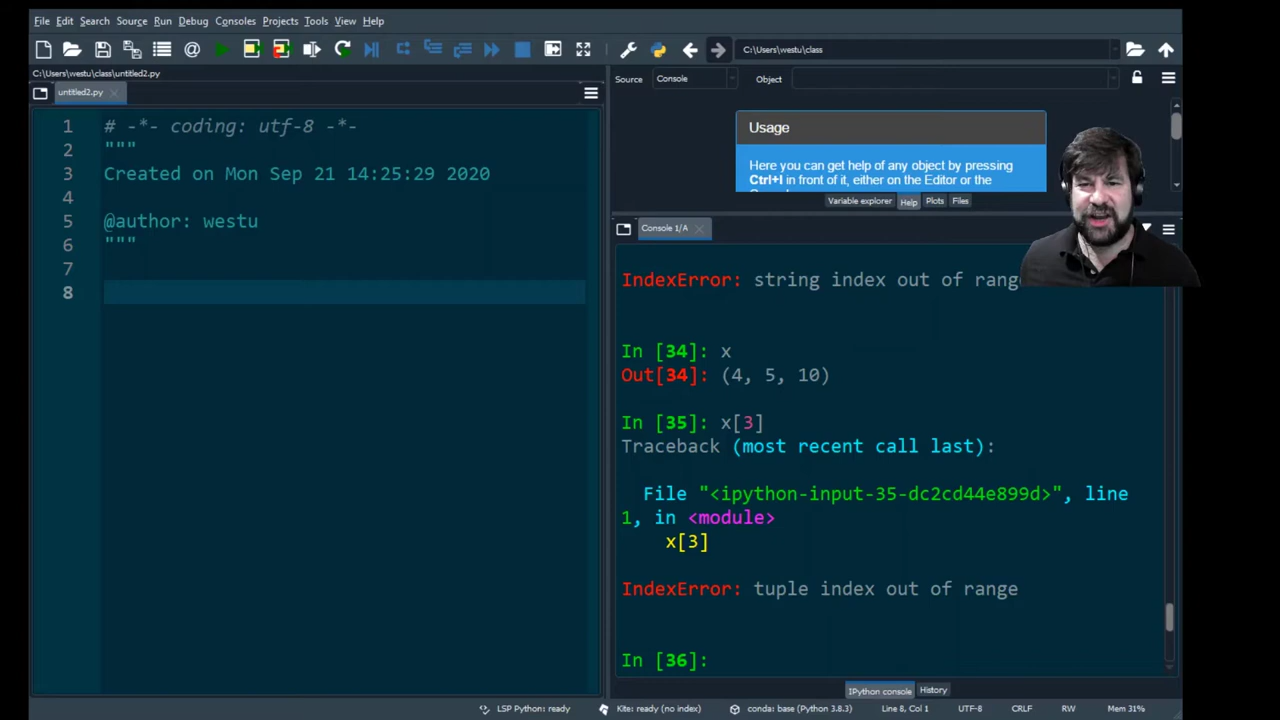 File Edit Search Source Run Debug Consoles Projects Tools View Help
C:\Users\westu\class
C:\Users\westu\class\untitled2.py
untitled2.py
1 # -*- coding: utf-8 -*-
2 """
3 Created on Mon Sep 21 14:25:29 2020
4
5 @author: westu
6 """
7
8
Source Console Object
Usage
Here you can get help of any object by pressing
Ctrl+I in front of it, either on the Editor or the
Variable explorer Help Plots Files
Console 1/A
IndexError: string index out of range
In [34]: x
Out[34]: (4, 5, 10)
In [35]: x[3]
Traceback (most recent call last):
File "<ipython-input-35-dc2cd44e899d>", line
1, in <module>
x[3]
IndexError: tuple index out of range
In [36]:
IPython console History
LSP Python: ready Kite: ready (no index) conda: base (Python 3.8.3) Line 8, Col 1 UTF-8 CRLF RW Mem 31%